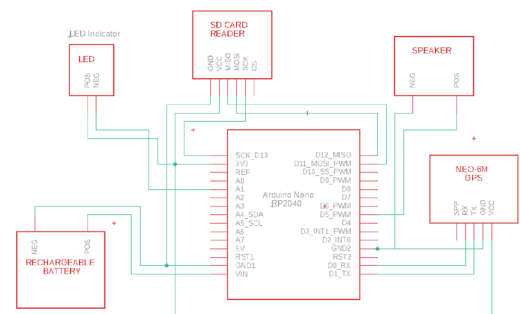 LED Indicator
LED
POS
NEG
SD CARD
READER
GND
VCC
MISO
MOSI
SCK
CS
SPEAKER
NEG
POS
NEO-6M
GPS
SPP
RX
TX
GND
VCC
Arduino Nano
RP2040
SCK_D13
3V3
REF
A0
A1
A2
A3
A4_SDA
A5_SCL
A6
A7
5V
RST1
GND1
VIN
D12_MISO
D11_MOSI_PWM
D10_SS_PWM
D9_PWM
D8
D7
D6_PWM
D5_PWM
D4
D3_INT1_PWM
D2_INT0
GND2
RST2
D0_RX
D1_TX
NEG
POS
RECHARGEABLE
BATTERY